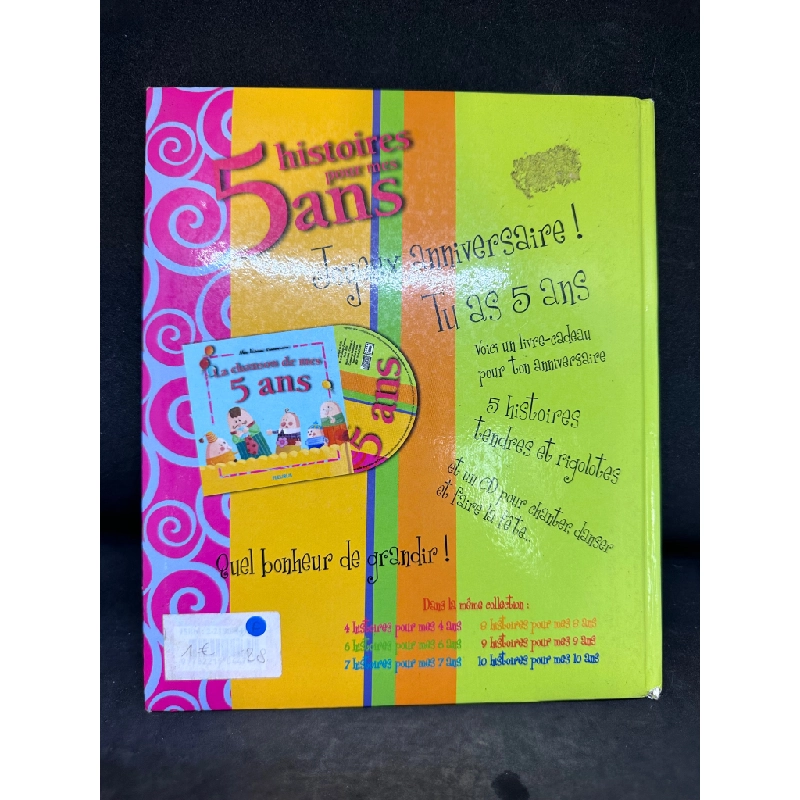 5 histoires
pour mes
ans
Joyeux anniversaire !
Tu as 5 ans
Voici un livre-cadeau
pour ton anniversaire
5 histoires
tendres et rigolotes
et un CD pour chanter, danser
et faire la fête...
La chanson de mes
5 ans
5 ans
Quel bonheur de grandir !
Dans la même collection :
4 histoires pour mes 4 ans
6 histoires pour mes 6 ans
7 histoires pour mes 7 ans
8 histoires pour mes 8 ans
9 histoires pour mes 9 ans
10 histoires pour mes 10 ans
1 €
28